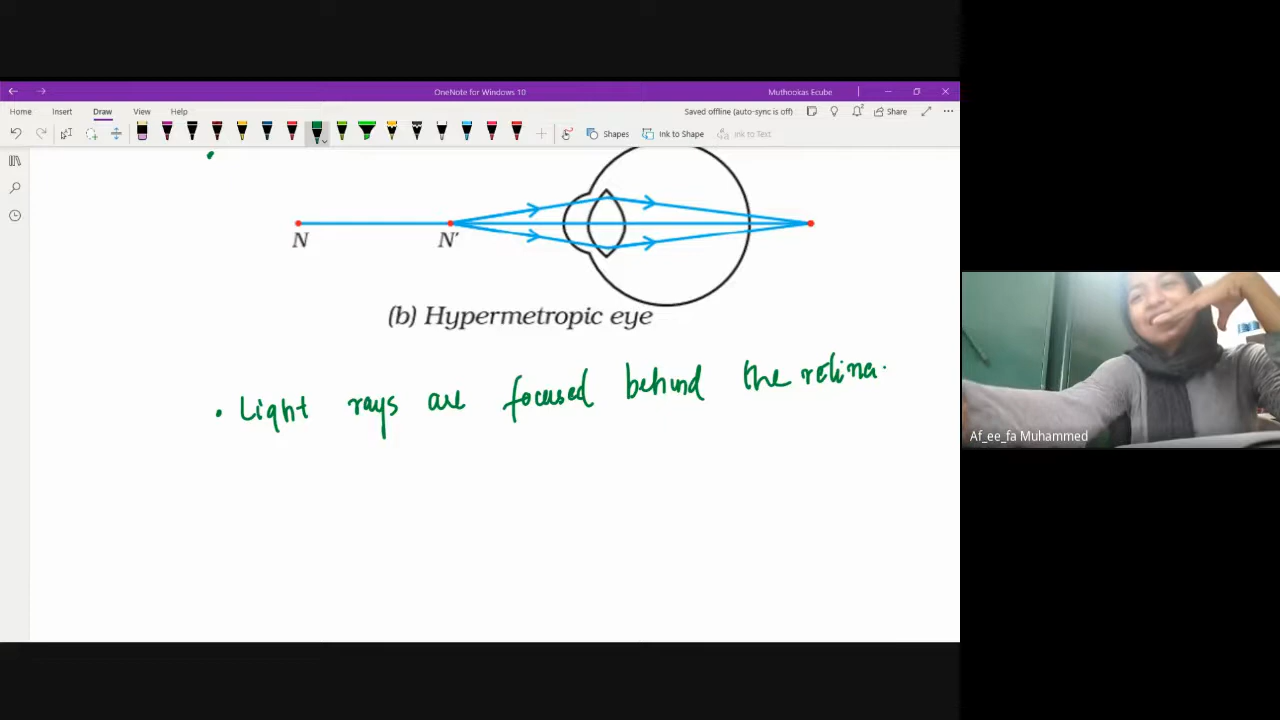 OneNote for Windows 10
Muthookas Ecube
Home Insert Draw View Help
Saved offline (auto-sync is off)
Share
Shapes
Ink to Shape
Ink to Text
N N'
(b) Hypermetropic eye
• Light rays are focused behind the retina.
Af_ee_fa Muhammed